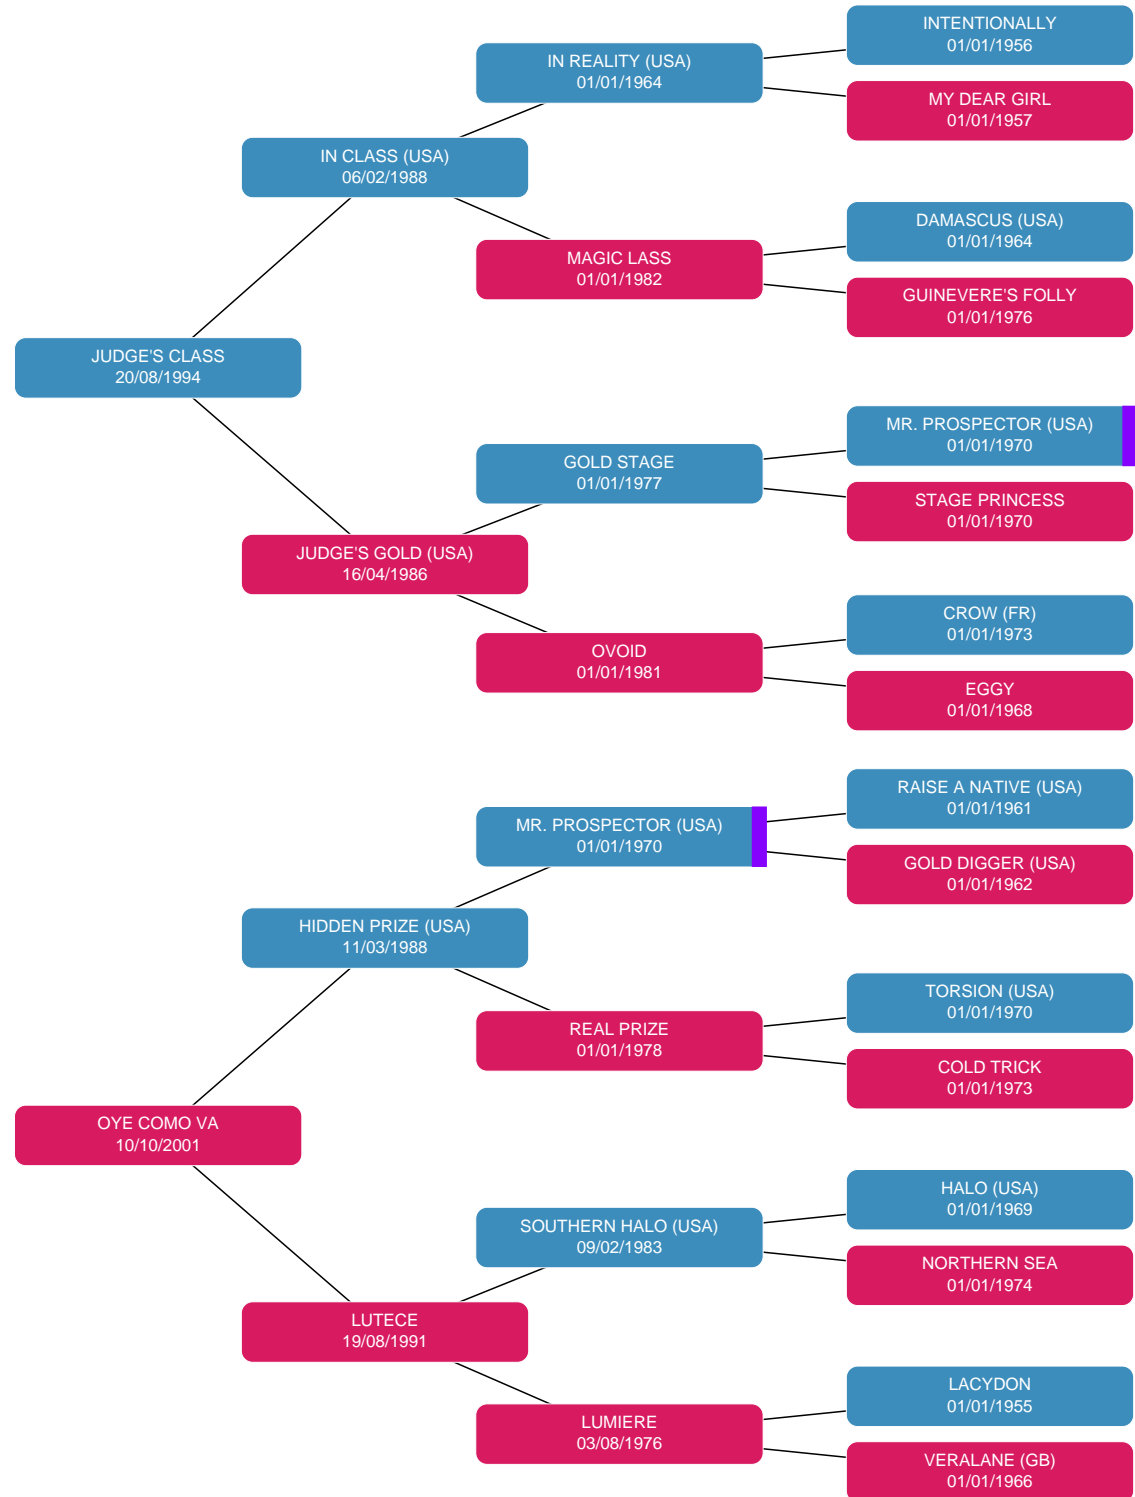 INTENTIONALLY
01/01/1956
IN REALITY (USA)
01/01/1964
MY DEAR GIRL
01/01/1957
IN CLASS (USA)
06/02/1988
DAMASCUS (USA)
01/01/1964
MAGIC LASS
01/01/1982
GUINEVERE'S FOLLY
01/01/1976
JUDGE'S CLASS
20/08/1994
MR. PROSPECTOR (USA)
01/01/1970
GOLD STAGE
01/01/1977
STAGE PRINCESS
01/01/1970
JUDGE'S GOLD (USA)
16/04/1986
CROW (FR)
01/01/1973
OVOID
01/01/1981
EGGY
01/01/1968
RAISE A NATIVE (USA)
01/01/1961
MR. PROSPECTOR (USA)
01/01/1970
GOLD DIGGER (USA)
01/01/1962
HIDDEN PRIZE (USA)
11/03/1988
TORSION (USA)
01/01/1970
REAL PRIZE
01/01/1978
COLD TRICK
01/01/1973
OYE COMO VA
10/10/2001
HALO (USA)
01/01/1969
SOUTHERN HALO (USA)
09/02/1983
NORTHERN SEA
01/01/1974
LUTECE
19/08/1991
LACYDON
01/01/1955
LUMIERE
03/08/1976
VERALANE (GB)
01/01/1966